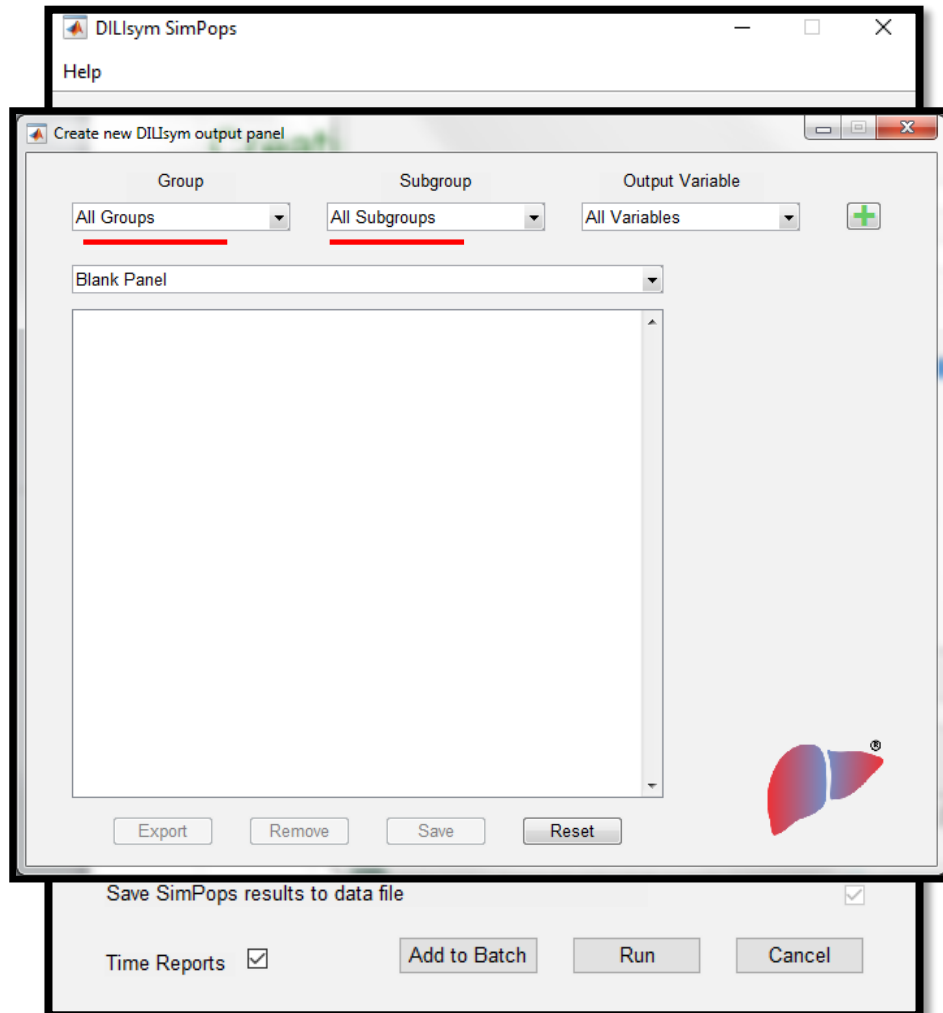 DILIsym SimPops
Help
Create new DILIsym output panel
Group Subgroup Output Variable
All Groups All Subgroups All Variables
Blank Panel
®
Export Remove Save Reset
Save SimPops results to data file
Time Reports Add to Batch Run Cancel